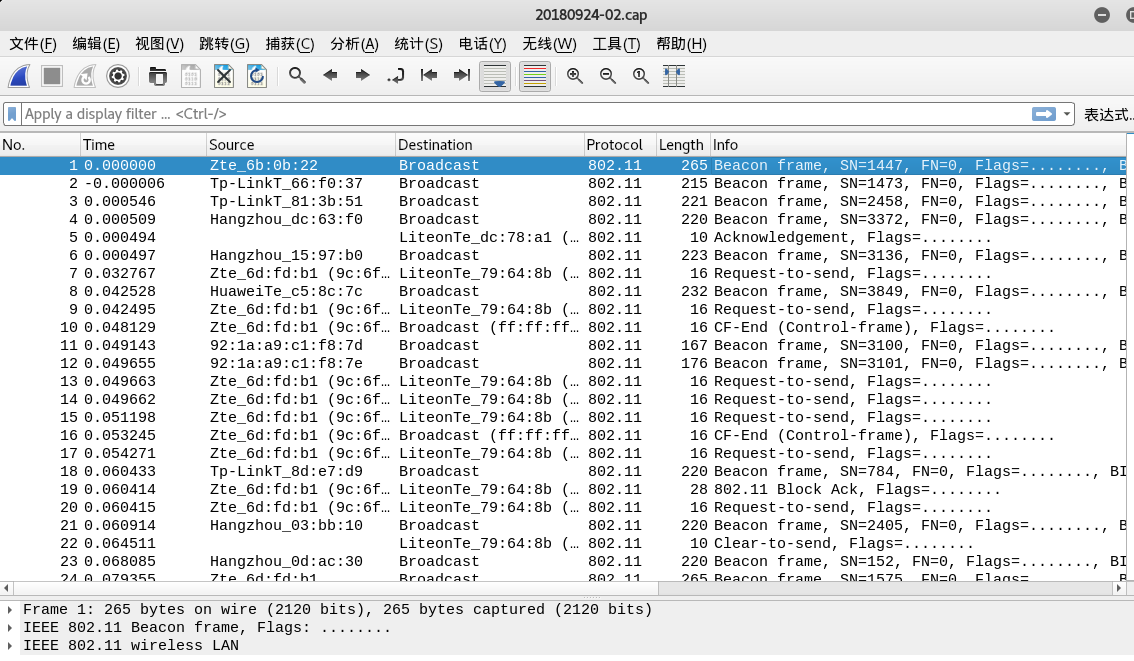 20180924-02.cap
文件(F) 编辑(E) 视图(V) 跳转(G) 捕获(C) 分析(A) 统计(S) 电话(Y) 无线(W) 工具(T) 帮助(H)
Apply a display filter ... <Ctrl-/> 表达式…
No. Time Source Destination Protocol Length Info
1 0.000000 Zte_6b:0b:22 Broadcast 802.11 265 Beacon frame, SN=1447, FN=0, Flags=........, B
2 -0.000006 Tp-LinkT_66:f0:37 Broadcast 802.11 215 Beacon frame, SN=1473, FN=0, Flags=........, B
3 0.000546 Tp-LinkT_81:3b:51 Broadcast 802.11 221 Beacon frame, SN=2458, FN=0, Flags=........, B
4 0.000509 Hangzhou_dc:63:f0 Broadcast 802.11 220 Beacon frame, SN=3372, FN=0, Flags=........, B
5 0.000494 LiteonTe_dc:78:a1 (… 802.11 10 Acknowledgement, Flags=........
6 0.000497 Hangzhou_15:97:b0 Broadcast 802.11 223 Beacon frame, SN=3136, FN=0, Flags=........, B
7 0.032767 Zte_6d:fd:b1 (9c:6f… LiteonTe_79:64:8b (… 802.11 16 Request-to-send, Flags=........
8 0.042528 HuaweiTe_c5:8c:7c Broadcast 802.11 232 Beacon frame, SN=3849, FN=0, Flags=........, B
9 0.042495 Zte_6d:fd:b1 (9c:6f… LiteonTe_79:64:8b (… 802.11 16 Request-to-send, Flags=........
10 0.048129 Zte_6d:fd:b1 (9c:6f… Broadcast (ff:ff:ff… 802.11 16 CF-End (Control-frame), Flags=........
11 0.049143 92:1a:a9:c1:f8:7d Broadcast 802.11 167 Beacon frame, SN=3100, FN=0, Flags=........, B
12 0.049655 92:1a:a9:c1:f8:7e Broadcast 802.11 176 Beacon frame, SN=3101, FN=0, Flags=........, B
13 0.049663 Zte_6d:fd:b1 (9c:6f… LiteonTe_79:64:8b (… 802.11 16 Request-to-send, Flags=........
14 0.049662 Zte_6d:fd:b1 (9c:6f… LiteonTe_79:64:8b (… 802.11 16 Request-to-send, Flags=........
15 0.051198 Zte_6d:fd:b1 (9c:6f… LiteonTe_79:64:8b (… 802.11 16 Request-to-send, Flags=........
16 0.053245 Zte_6d:fd:b1 (9c:6f… Broadcast (ff:ff:ff… 802.11 16 CF-End (Control-frame), Flags=........
17 0.054271 Zte_6d:fd:b1 (9c:6f… LiteonTe_79:64:8b (… 802.11 16 Request-to-send, Flags=........
18 0.060433 Tp-LinkT_8d:e7:d9 Broadcast 802.11 220 Beacon frame, SN=784, FN=0, Flags=........, BI
19 0.060414 Zte_6d:fd:b1 (9c:6f… LiteonTe_79:64:8b (… 802.11 28 802.11 Block Ack, Flags=........
20 0.060415 Zte_6d:fd:b1 (9c:6f… LiteonTe_79:64:8b (… 802.11 16 Request-to-send, Flags=........
21 0.060914 Hangzhou_03:bb:10 Broadcast 802.11 220 Beacon frame, SN=2405, FN=0, Flags=........, B
22 0.064511 LiteonTe_79:64:8b (… 802.11 10 Clear-to-send, Flags=........
23 0.068085 Hangzhou_0d:ac:30 Broadcast 802.11 220 Beacon frame, SN=152, FN=0, Flags=........, BI
24 0.079355 Zte_6d:fd:b1 Broadcast 802.11 265 Beacon frame, SN=1575, FN=0, Flags=
Frame 1: 265 bytes on wire (2120 bits), 265 bytes captured (2120 bits)
IEEE 802.11 Beacon frame, Flags: ........
IEEE 802.11 wireless LAN